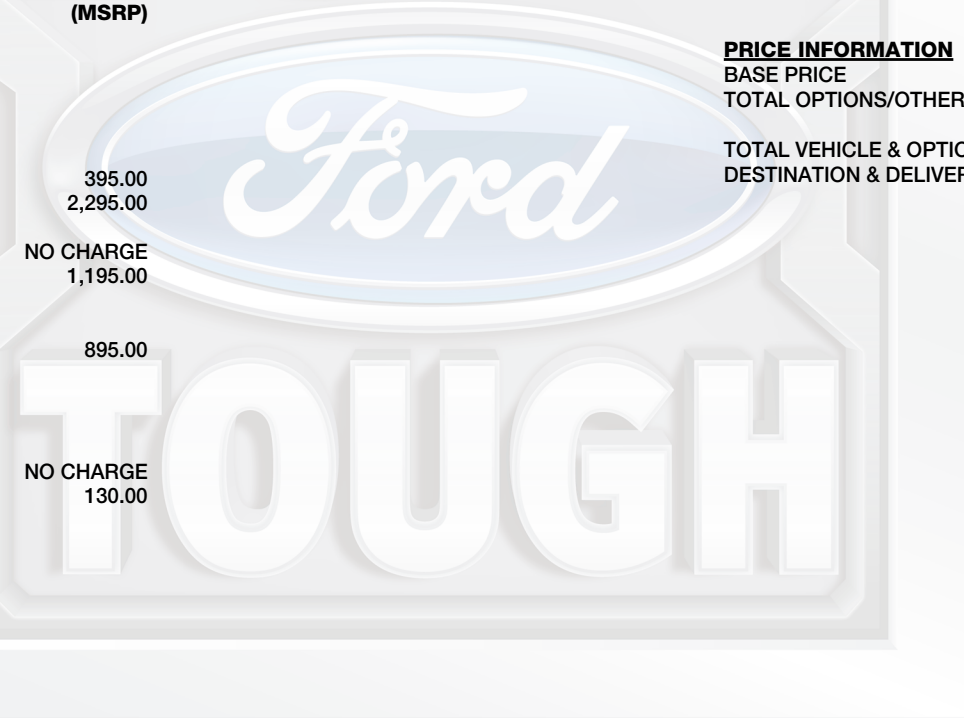 (MSRP)
395.00
2,295.00
NO CHARGE
1,195.00
895.00
NO CHARGE
130.00
PRICE INFORMATION
BASE PRICE
TOTAL OPTIONS/OTHER
TOTAL VEHICLE & OPTIO
DESTINATION & DELIVER
Ford
TOUGH